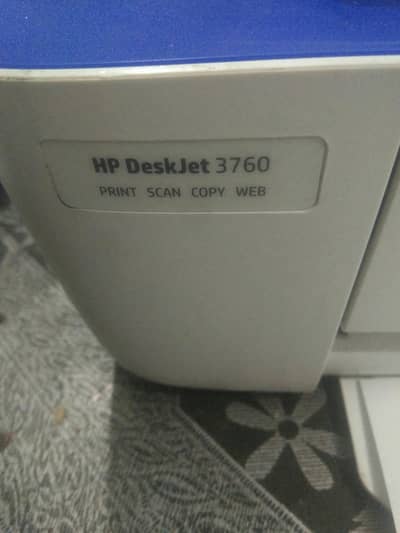 HP DeskJet 3760
PRINT SCAN COPY WEB